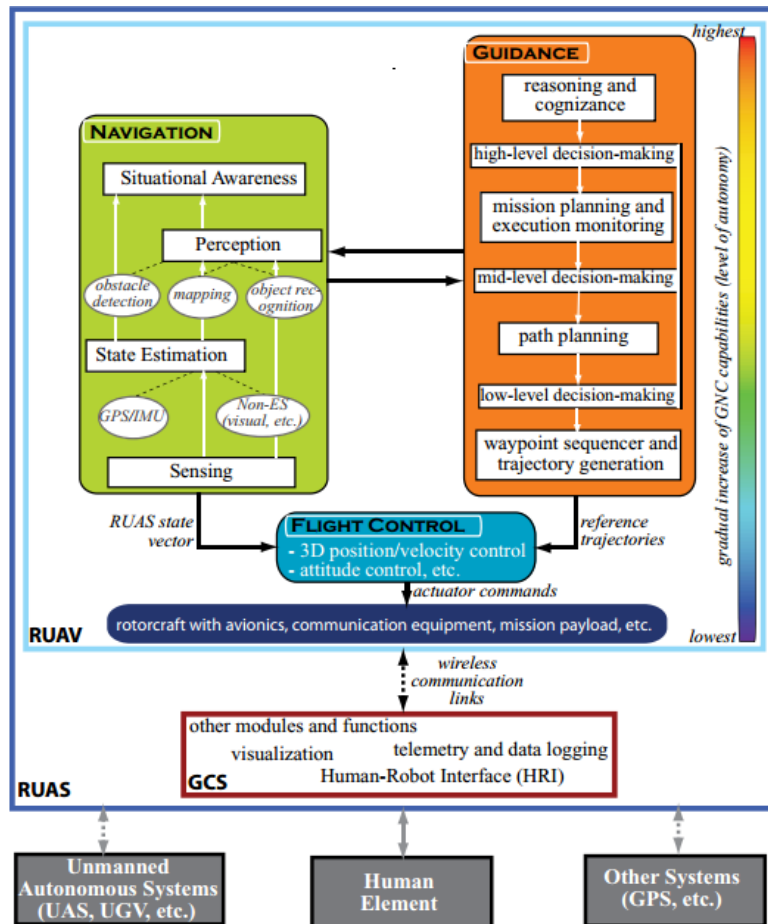 highest
GUIDANCE
reasoning and
cognizance
high-level decision-making
mission planning and
execution monitoring
mid-level decision-making
path planning
low-level decision-making
waypoint sequencer and
trajectory generation
NAVIGATION
Situational Awareness
Perception
obstacle
detection
mapping
object rec-
ognition
State Estimation
GPS/IMU
Non-ES
(visual, etc.)
Sensing
gradual increase of GNC capabilities (level of autonomy)
RUAS state
vector
FLIGHT CONTROL
- 3D position/velocity control
- attitude control, etc.
reference
trajectories
actuator commands
rotorcraft with avionics, communication equipment, mission payload, etc.
RUAV
lowest
wireless
communication
links
other modules and functions
visualization
telemetry and data logging
Human-Robot Interface (HRI)
GCS
RUAS
Unmanned
Autonomous Systems
(UAS, UGV, etc.)
Human
Element
Other Systems
(GPS, etc.)